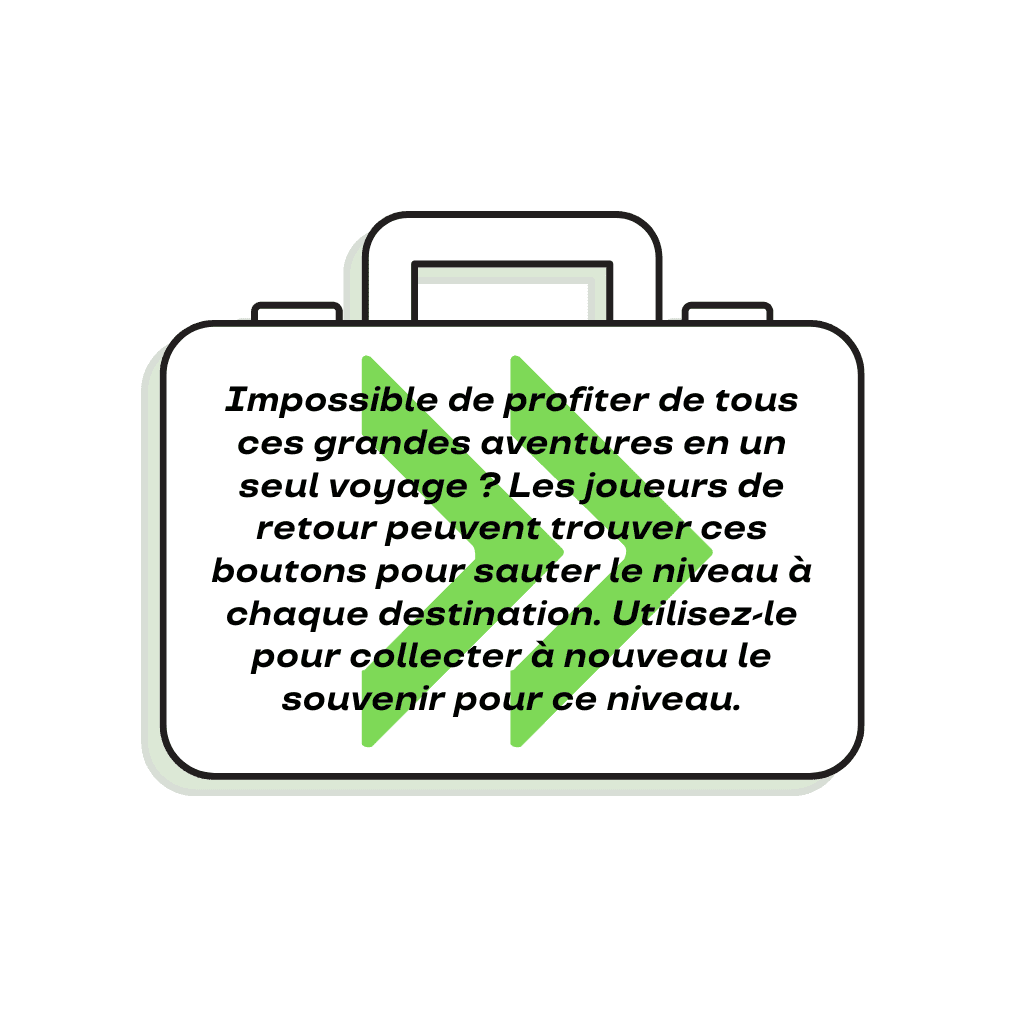 Impossible de profiter de tous
ces grandes aventures en un
seul voyage ? Les joueurs de
retour peuvent trouver ces
boutons pour sauter le niveau à
chaque destination. Utilisez-le
pour collecter à nouveau le
souvenir pour ce niveau.